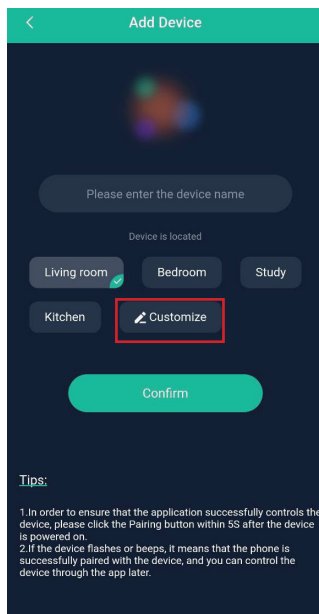 Add Device
Please enter the device name
Device is located
Living room Bedroom Study
Kitchen Customize
Confirm
Tips:
1.In order to ensure that the application successfully controls the
device, please click the Pairing button within 5S after the device
is powered on.
2.If the device flashes or beeps, it means that the phone is
successfully paired with the device, and you can control the
device through the app later.